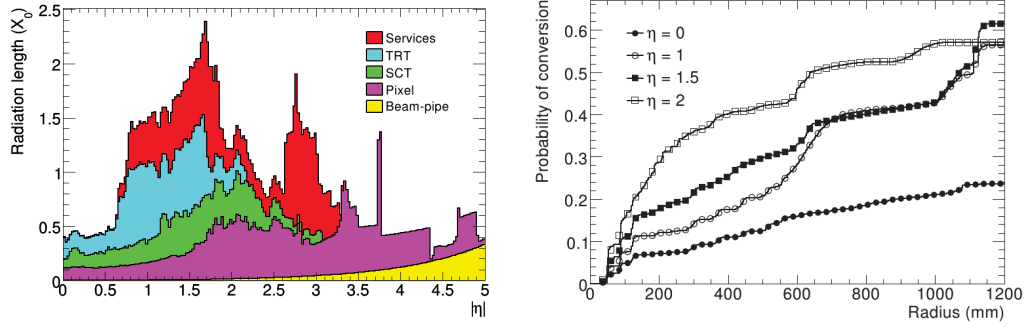 Radiation length (X0)
2.5
2
1.5
1
0.5
0
Services
TRT
SCT
Pixel
Beam-pipe
0 0.5 1 1.5 2 2.5 3 3.5 4 4.5 5
|η|
Probability of conversion
0.6
0.5
0.4
0.3
0.2
0.1
0
η = 0
η = 1
η = 1.5
η = 2
0 200 400 600 800 1000 1200
Radius (mm)